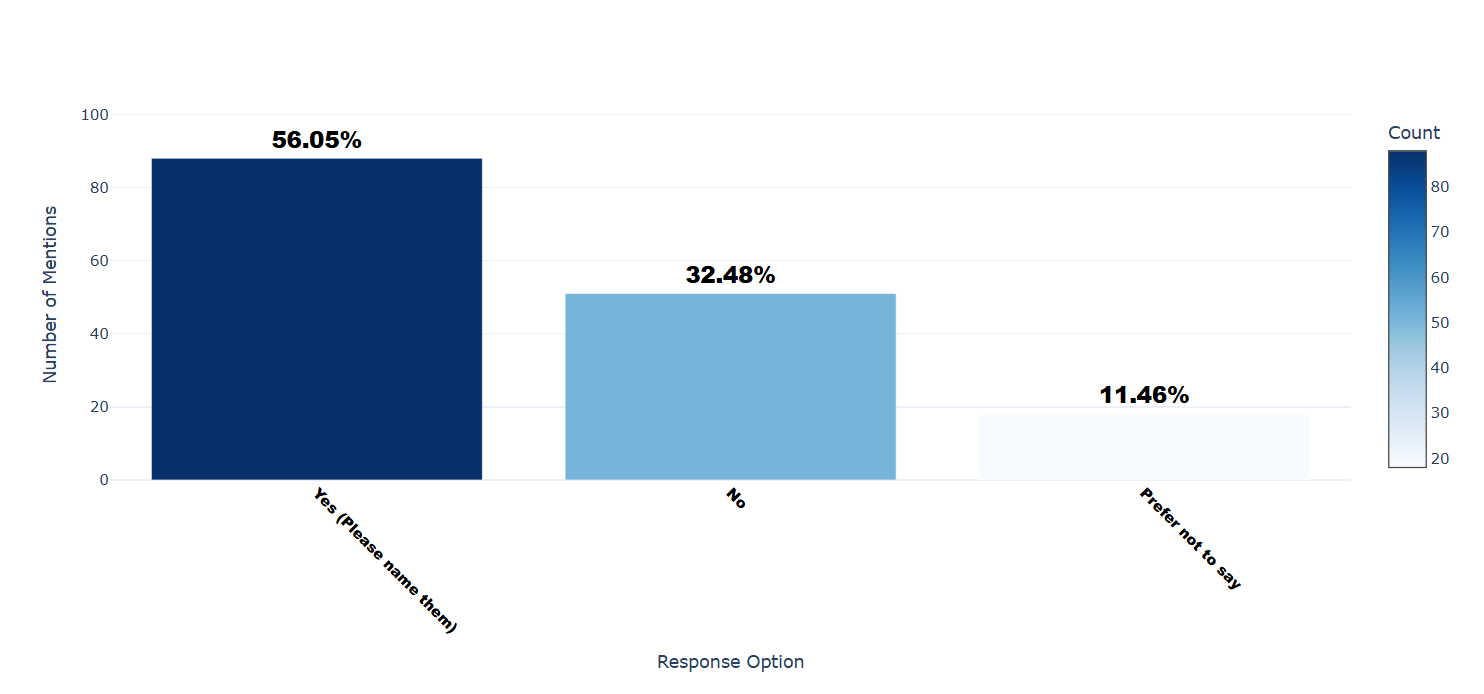 100
80
60
40
20
0
Number of Mentions
56.05%
32.48%
11.46%
Yes (Please name them)
No
Prefer not to say
Response Option
Count
80
70
60
50
40
30
20